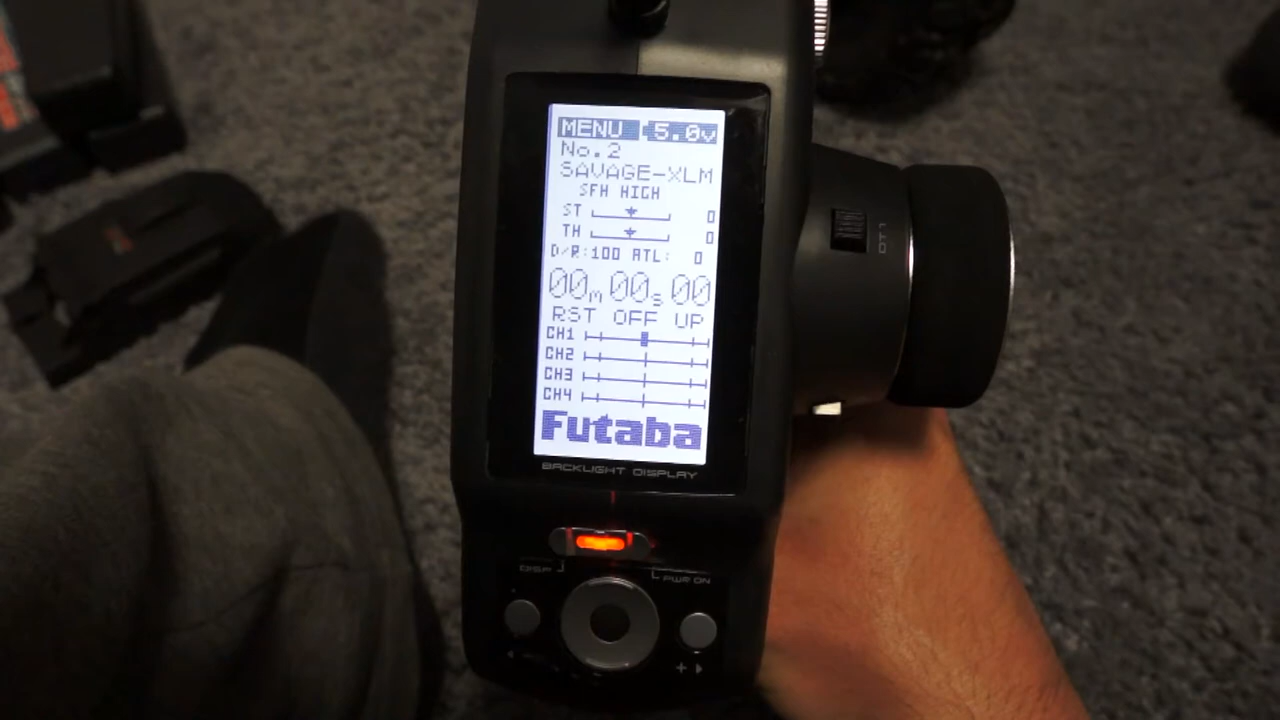 MENU 5.0v
No.2
SAVAGE-XLM
SFH HIGH
ST 0
TH 0
D/R:100 ATL: 0
00m 00s 00
RST OFF UP
CH1
CH2
CH3
CH4
Futaba
BACKLIGHT DISPLAY
DISP PWR ON
+
DT1